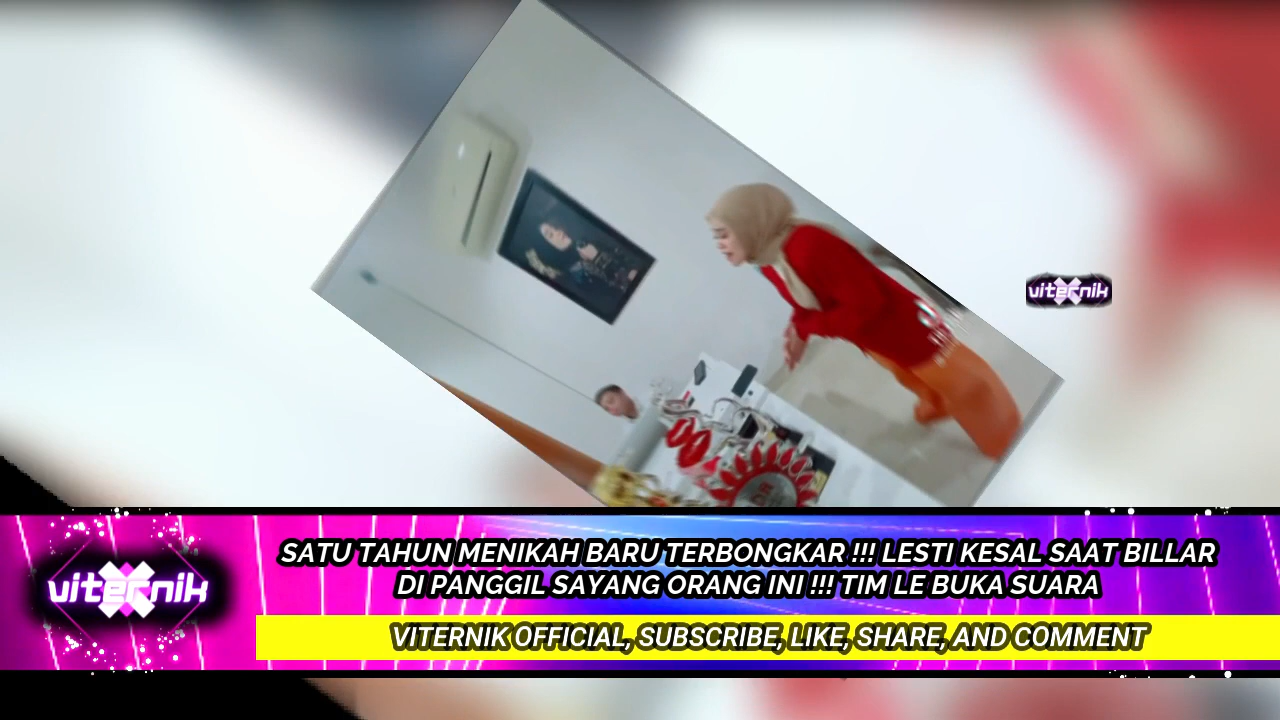 viternik
SATU TAHUN MENIKAH BARU TERBONGKAR !!! LESTI KESAL SAAT BILLAR
DI PANGGIL SAYANG ORANG INI !!! TIM LE BUKA SUARA
viternik
VITERNIK OFFICIAL, SUBSCRIBE, LIKE, SHARE, AND COMMENT